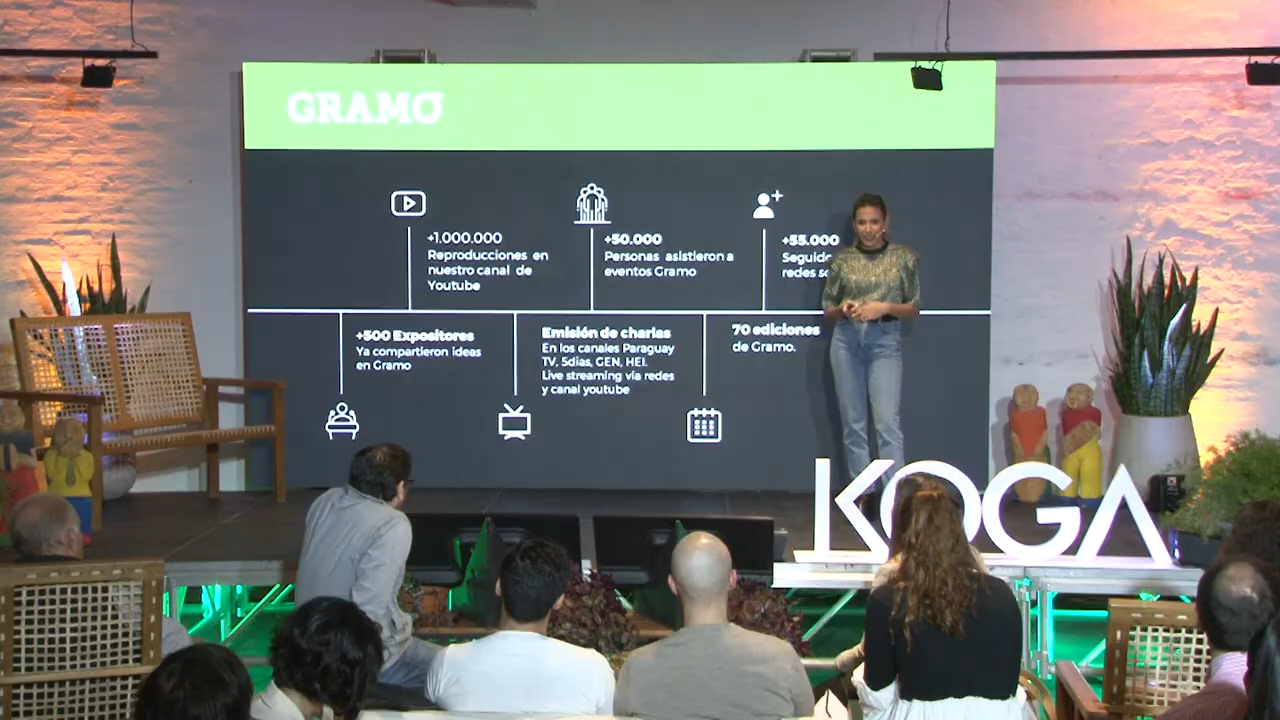 GRAMO
+1.000.000
Reproducciones en
nuestro canal de
Youtube
+50.000
Personas asistieron a
eventos Gramo
+55.000
redes
+500 Expositores
Ya compartieron ideas
en Gramo
Emisión de charlas
En los canales Paraguay
TV, 5dias, GEN, HEI.
Live streaming vía redes
y canal youtube
70 ediciones
de Gramo.
KOGA